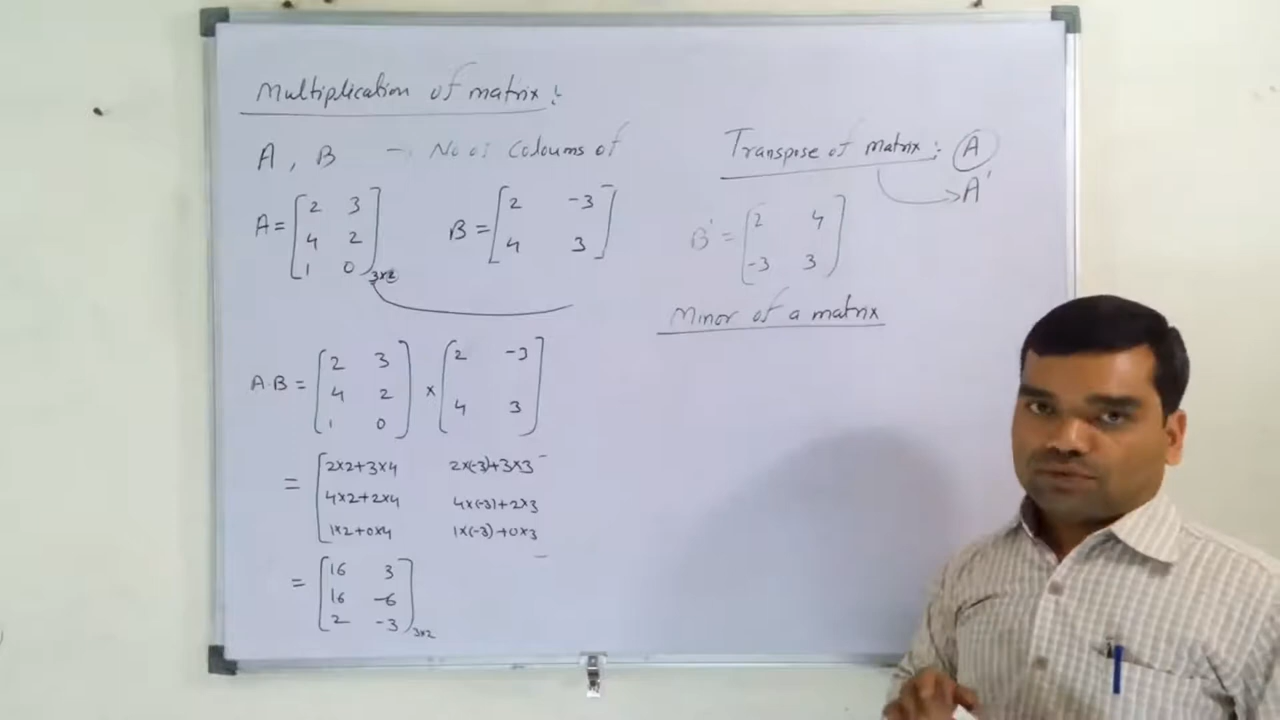 Multiplication of matrix :
A , B → No of Coloums of
A = [2 3
4 2
1 0] 3×2
B = [2 -3
4 3]
A·B = [2 3
4 2
1 0] × [2 -3
4 3]
= [2×2+3×4 2×(-3)+3×3
4×2+2×4 4×(-3)+2×3
1×2+0×4 1×(-3)+0×3]
= [16 3
16 -6
2 -3] 3×2
Transpose of matrix : A
A'
B' = [2 4
-3 3]
Minor of a matrix